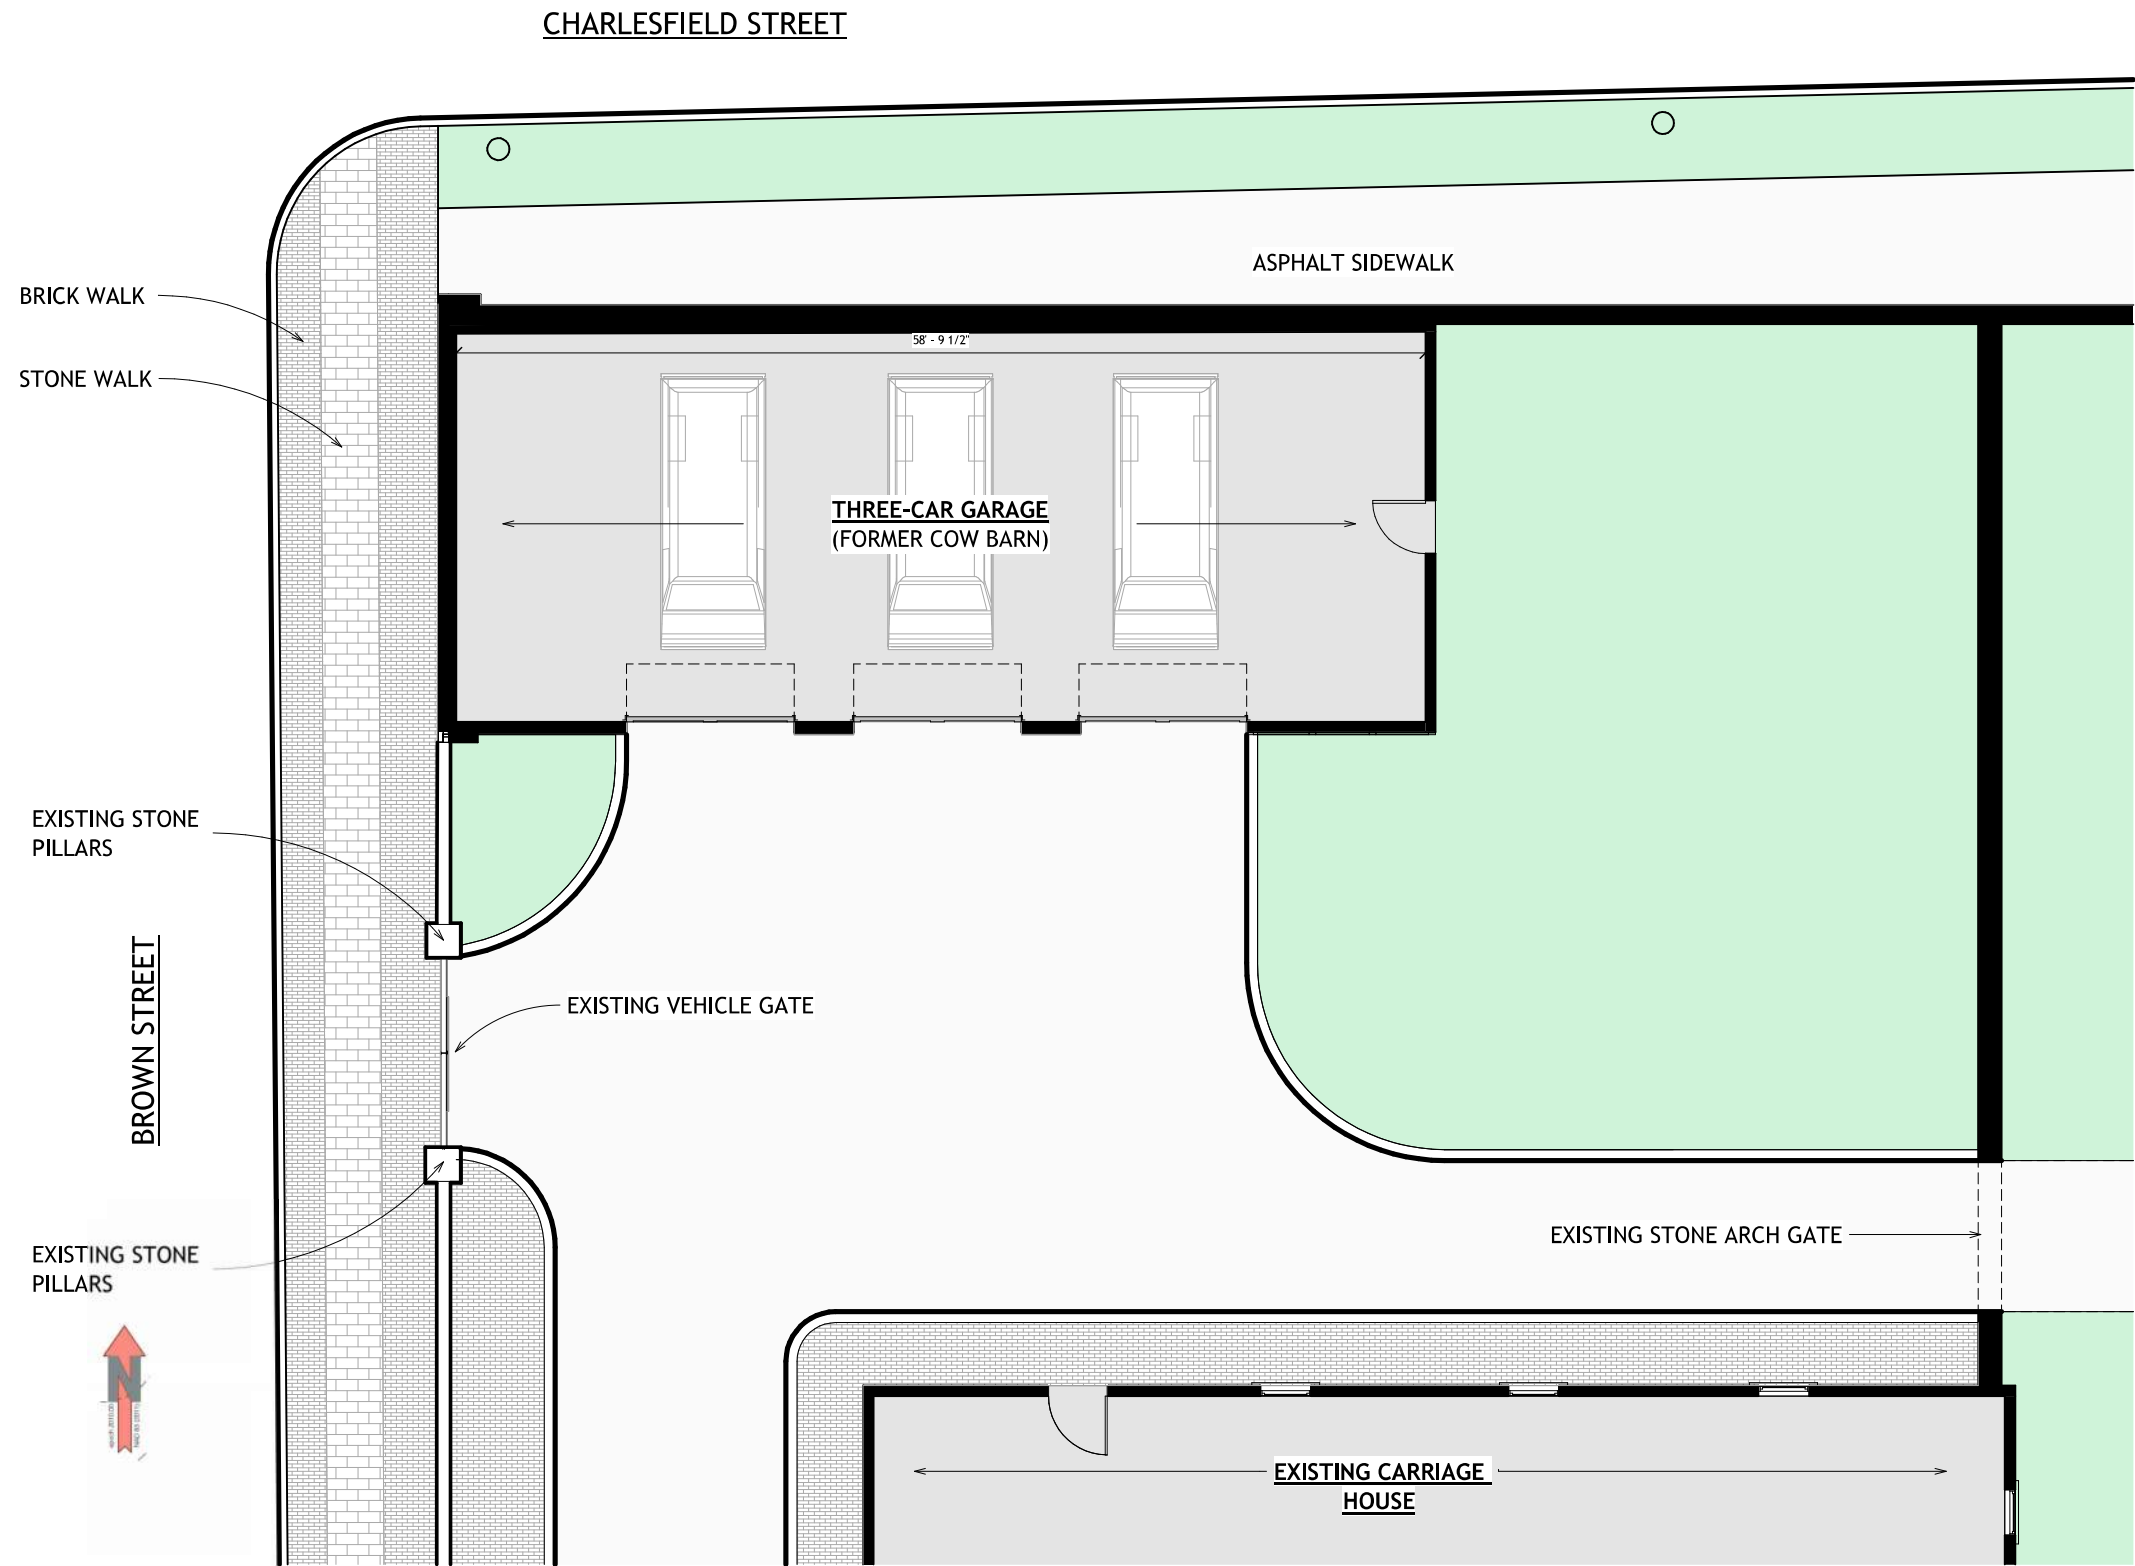 CHARLESFIELD STREET
ASPHALT SIDEWALK
BRICK WALK
58' - 9 1/2"
STONE WALK
THREE-CAR GARAGE
(FORMER COW BARN)
EXISTING STONE
PILLARS
BROWN STREET
EXISTING VEHICLE GATE
EXISTING STONE ARCH GATE
EXISTING STONE
PILLARS
N
EXISTING CARRIAGE
HOUSE